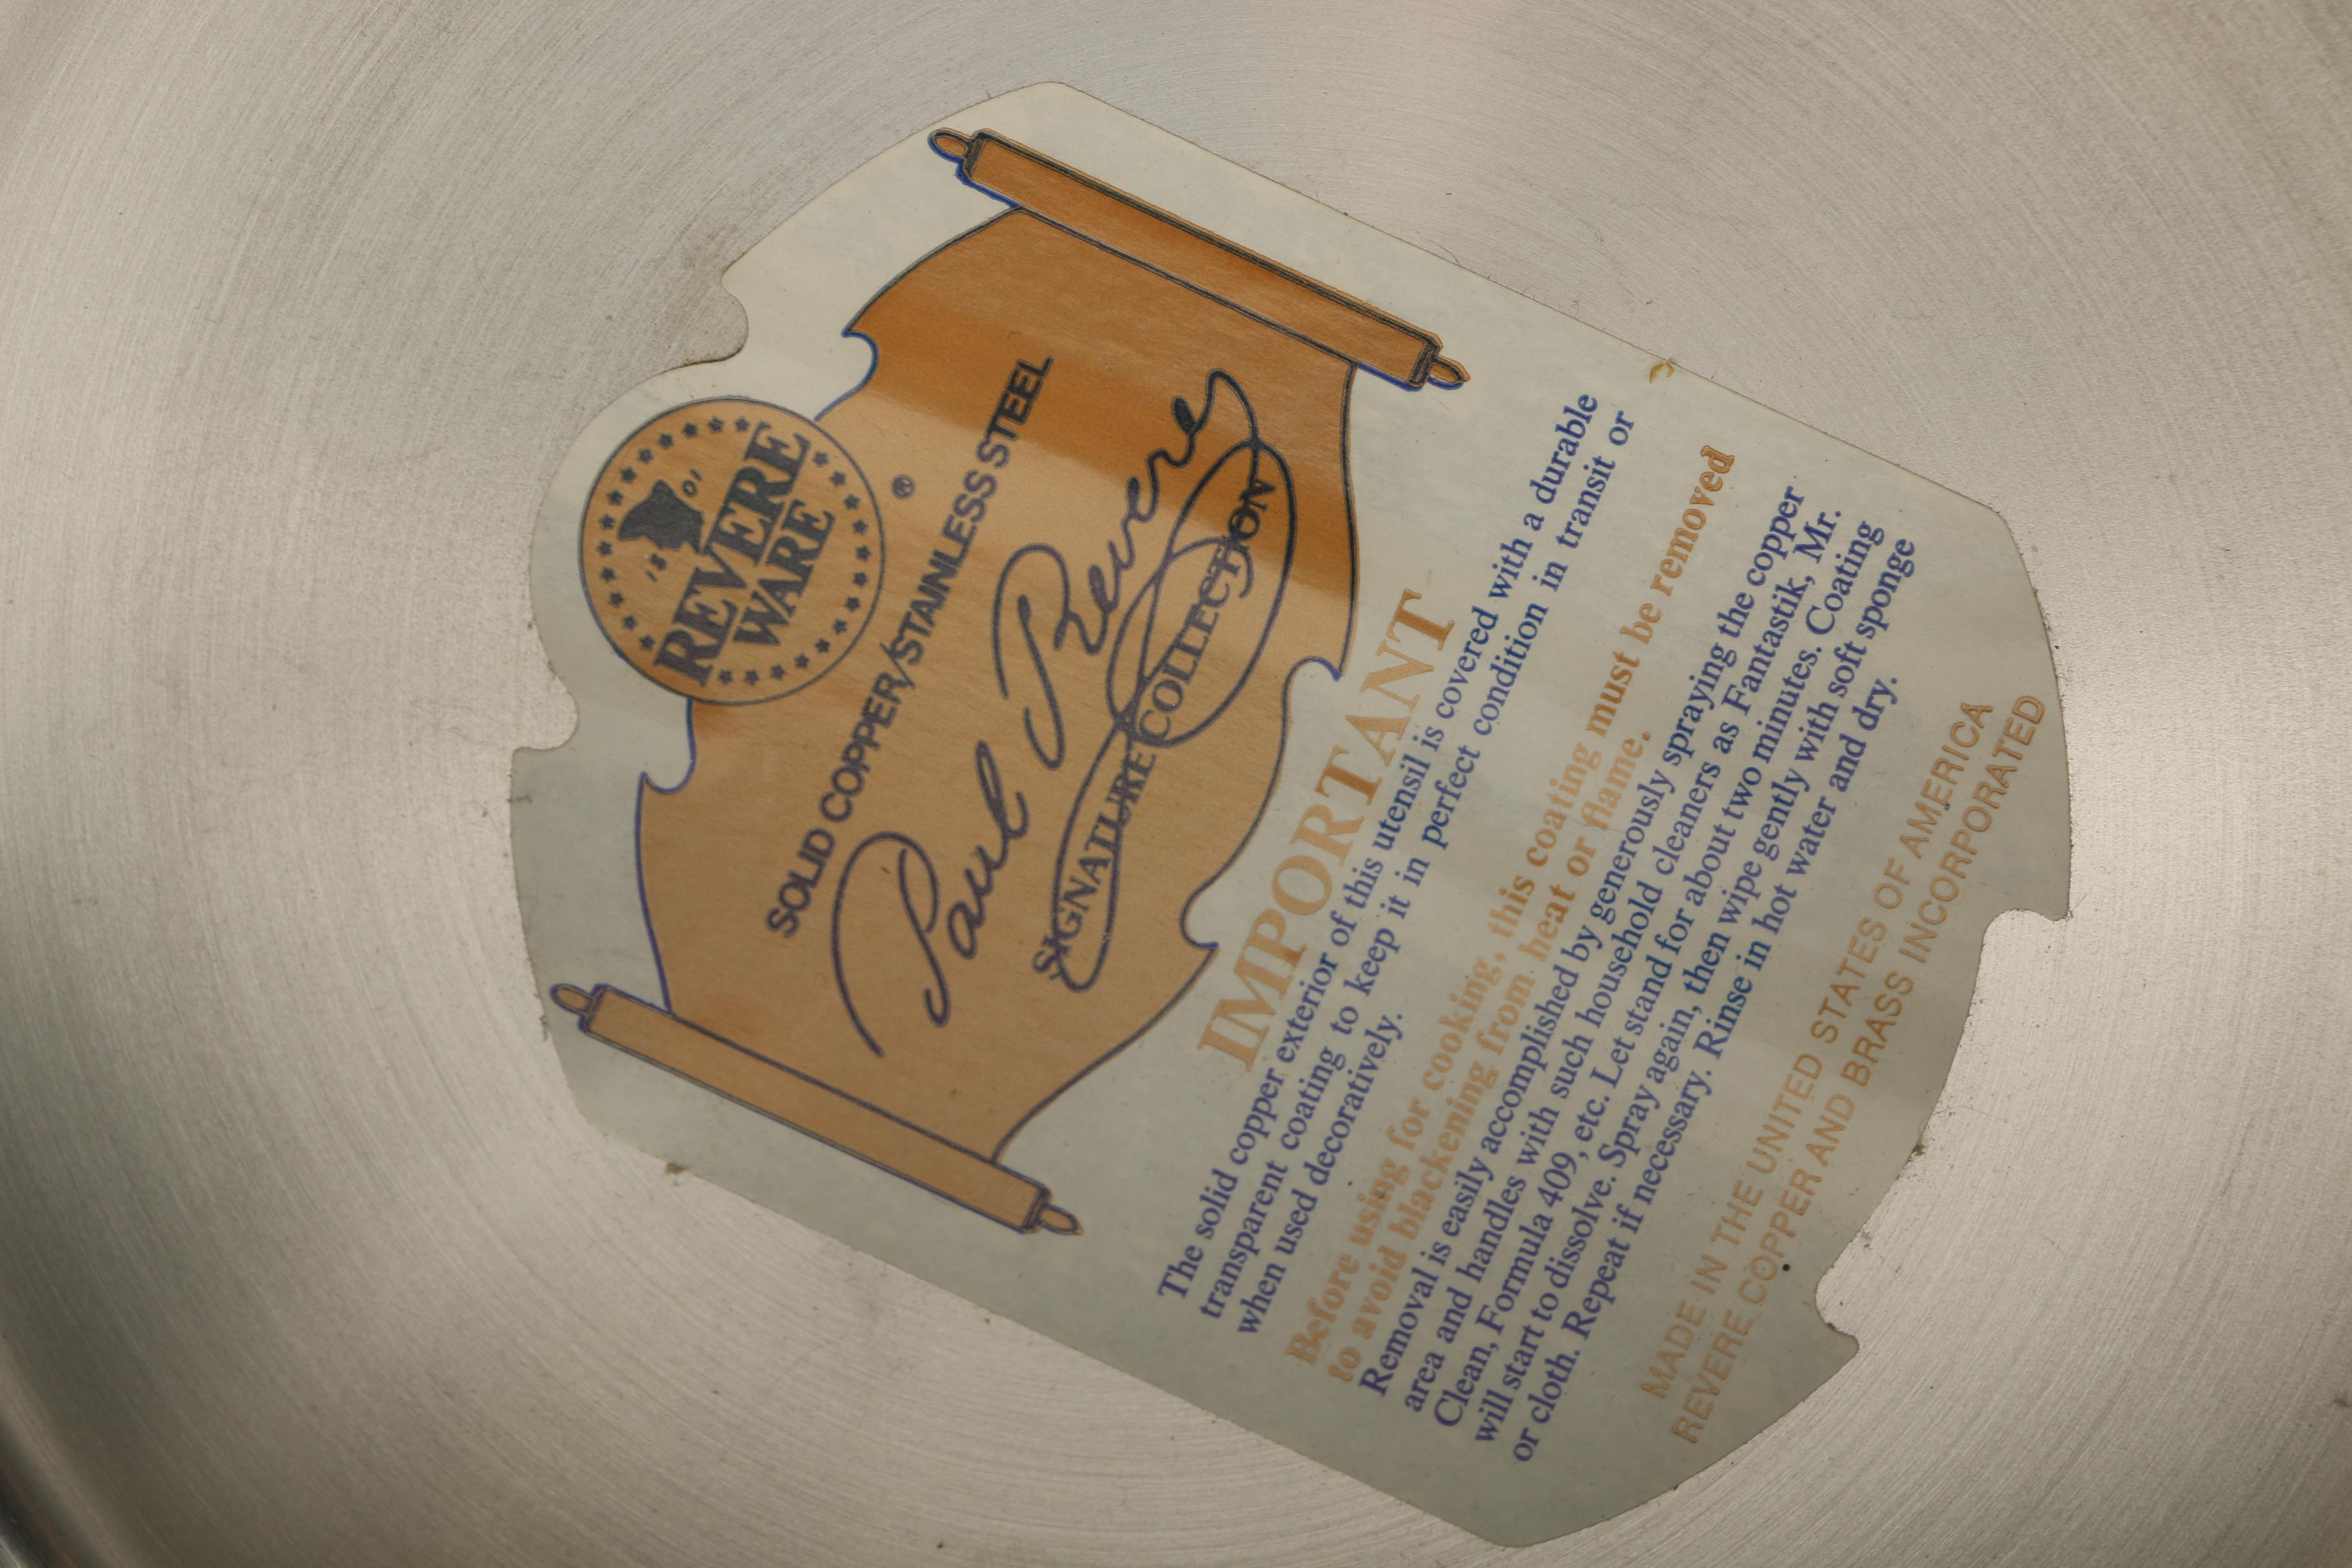 18 01
REVERE
WARE
®
SOLID COPPER/STAINLESS STEEL
Paul Revere
SIGNATURE COLLECTION
IMPORTANT
The solid copper exterior of this utensil is covered with a durable
transparent coating to keep it in perfect condition in transit or
when used decoratively.
Before using for cooking, this coating must be removed
to avoid blackening from heat or flame.
Removal is easily accomplished by generously spraying the copper
area and handles with such household cleaners as Fantastik, Mr.
Clean, Formula 409, etc. Let stand for about two minutes. Coating
will start to dissolve. Spray again, then wipe gently with soft sponge
or cloth. Repeat if necessary. Rinse in hot water and dry.
MADE IN THE UNITED STATES OF AMERICA
REVERE COPPER AND BRASS INCORPORATED